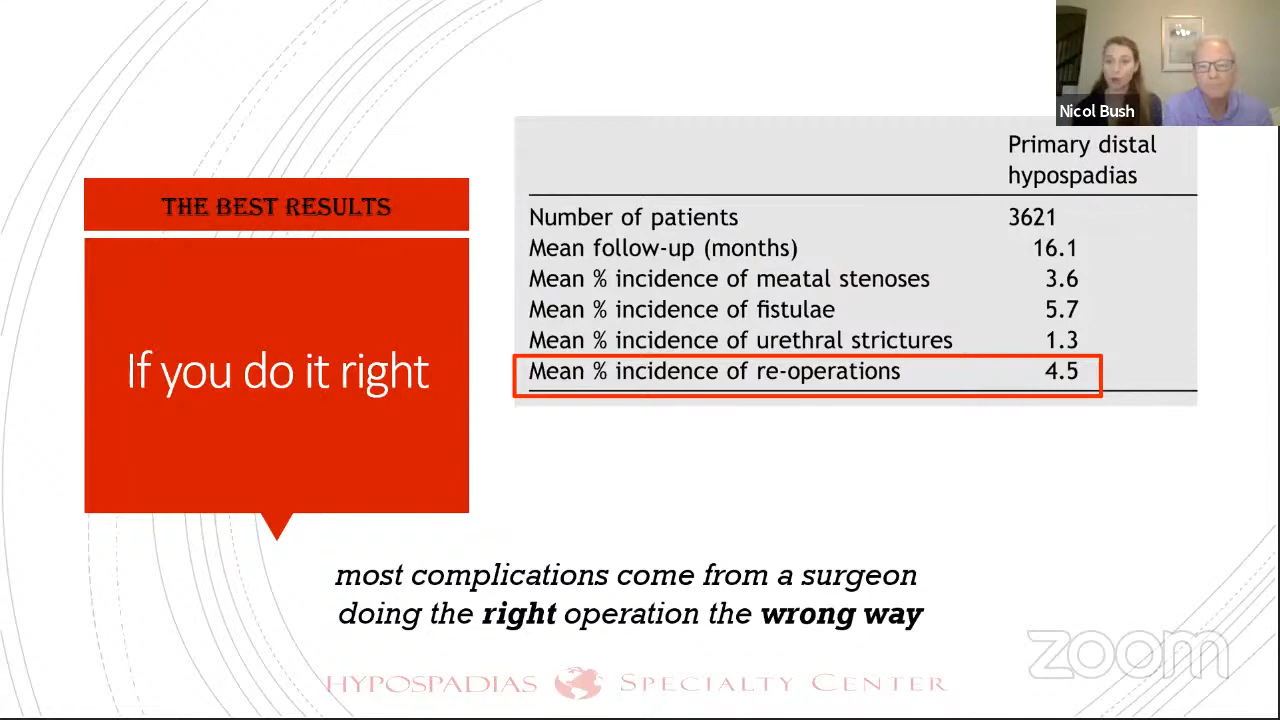 Nicol Bush
THE BEST RESULTS
If you do it right
Primary distal
hypospadias
Number of patients 3621
Mean follow-up (months) 16.1
Mean % incidence of meatal stenoses 3.6
Mean % incidence of fistulae 5.7
Mean % incidence of urethral strictures 1.3
Mean % incidence of re-operations 4.5
most complications come from a surgeon
doing the right operation the wrong way
HYPOSPADIAS SPECIALTY CENTER
zoom